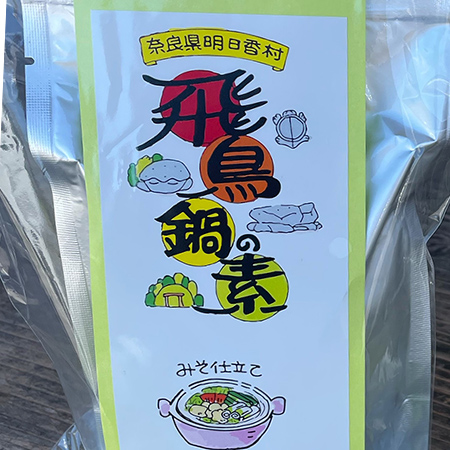 奈良県明日香村
飛鳥
鍋の
素
みそ仕立て